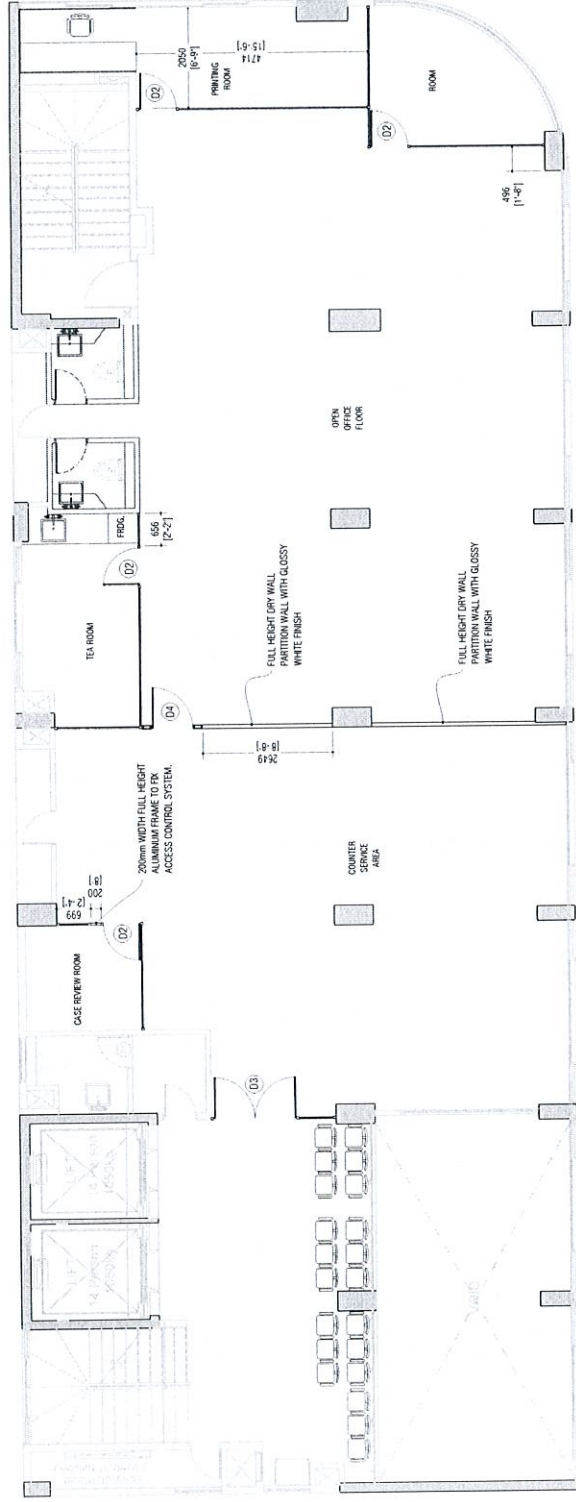 2050
[6'-9"]
4714
[15'-6"]
PRINTING
ROOM
D2
ROOM
D2
496
[1'-8"]
OPEN
OFFICE
FLOOR
FRDG.
656
[2'-2"]
D2
TEA ROOM
FULL HEIGHT DRY WALL
PARTITION WALL WITH GLOSSY
WHITE FINISH
FULL HEIGHT DRY WALL
PARTITION WALL WITH GLOSSY
WHITE FINISH
D4
2649
[8'-8"]
200mm WIDTH FULL HEIGHT
ALUMINUM FRAME TO FIX
ACCESS CONTROL SYSTEM.
699
[2'-4"]
200
[8"]
D2
CASE REVIEW ROOM
COUNTER
SERVICE
AREA
D3
LIFT
LIFT
VOID